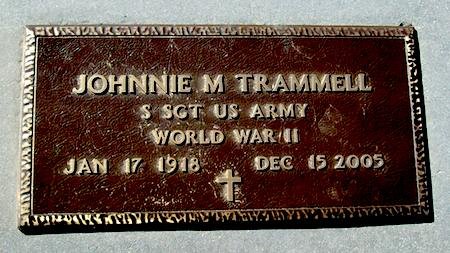 JOHNNIE M TRAMMELL
S SGT US ARMY
WORLD WAR II
JAN 17 1918 DEC 15 2005